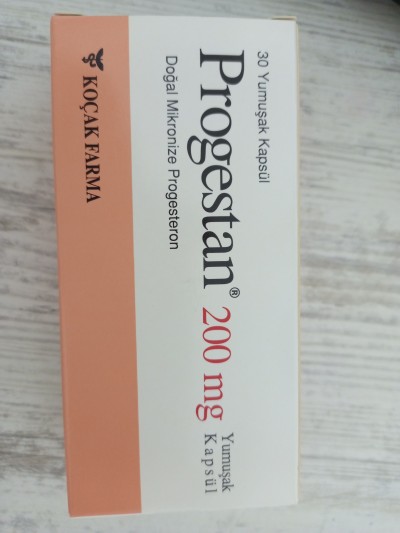 30 Yumuşak Kapsül
Progestan® 200 mg Yumuşak
Kapsül
Doğal Mikronize Progesteron
KOÇAK FARMA